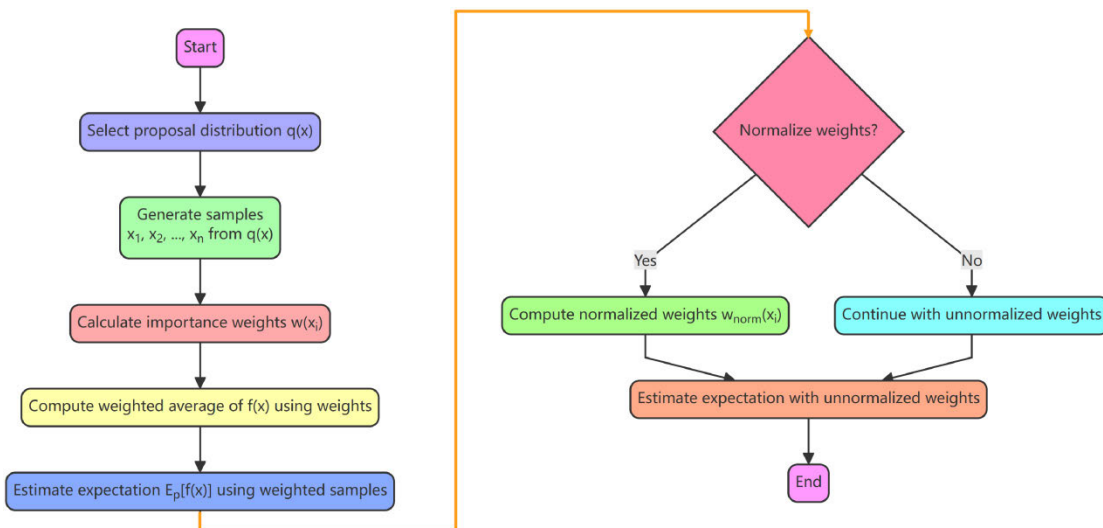 Start
Select proposal distribution q(x)
Generate samples
x₁, x₂, ..., xₙ from q(x)
Calculate importance weights w(xᵢ)
Compute weighted average of f(x) using weights
Estimate expectation Eₚ[f(x)] using weighted samples
Normalize weights?
Yes
No
Compute normalized weights wₙₒᵣₘ(xᵢ)
Continue with unnormalized weights
Estimate expectation with unnormalized weights
End